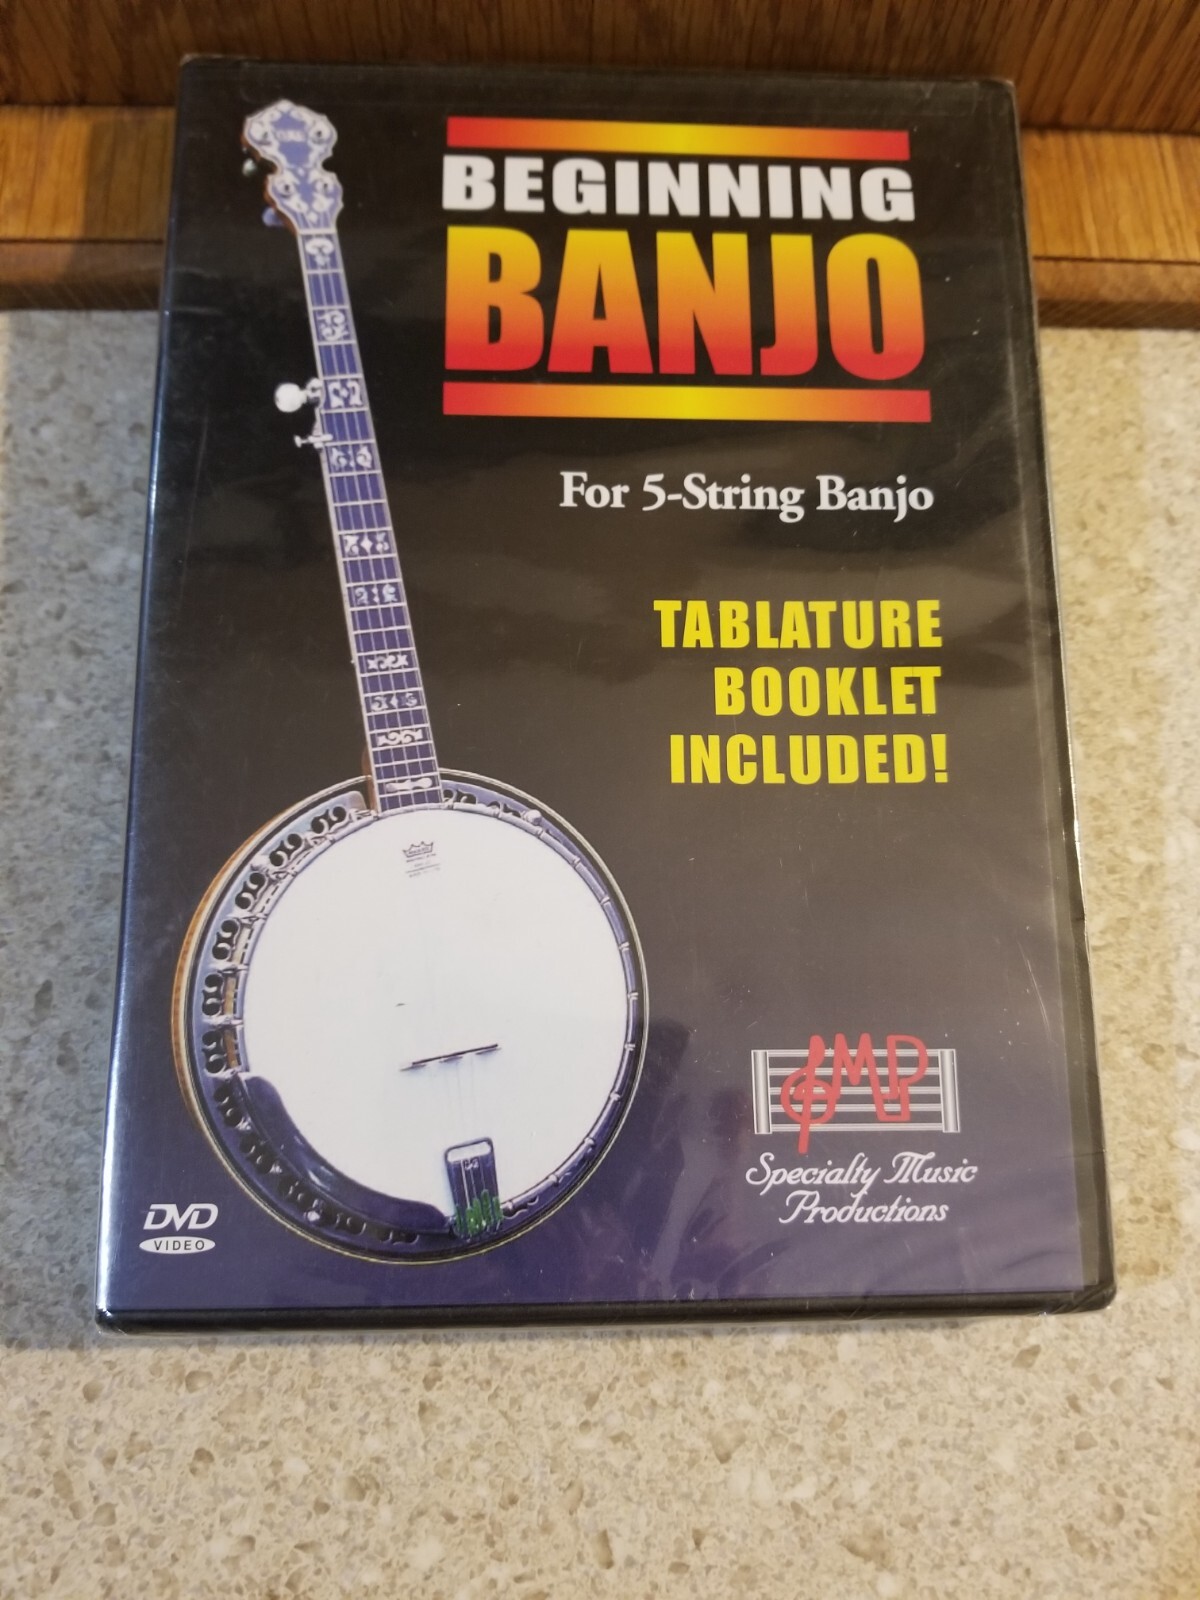 BEGINNING
BANJO
For 5-String Banjo
TABLATURE
BOOKLET
INCLUDED!
SMP
Specialty Music
Productions
DVD
VIDEO